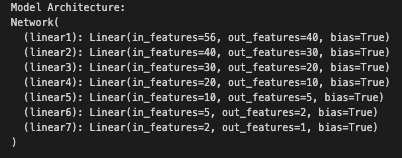 Model Architecture:
Network(
  (linear1): Linear(in_features=56, out_features=40, bias=True)
  (linear2): Linear(in_features=40, out_features=30, bias=True)
  (linear3): Linear(in_features=30, out_features=20, bias=True)
  (linear4): Linear(in_features=20, out_features=10, bias=True)
  (linear5): Linear(in_features=10, out_features=5, bias=True)
  (linear6): Linear(in_features=5, out_features=2, bias=True)
  (linear7): Linear(in_features=2, out_features=1, bias=True)
)